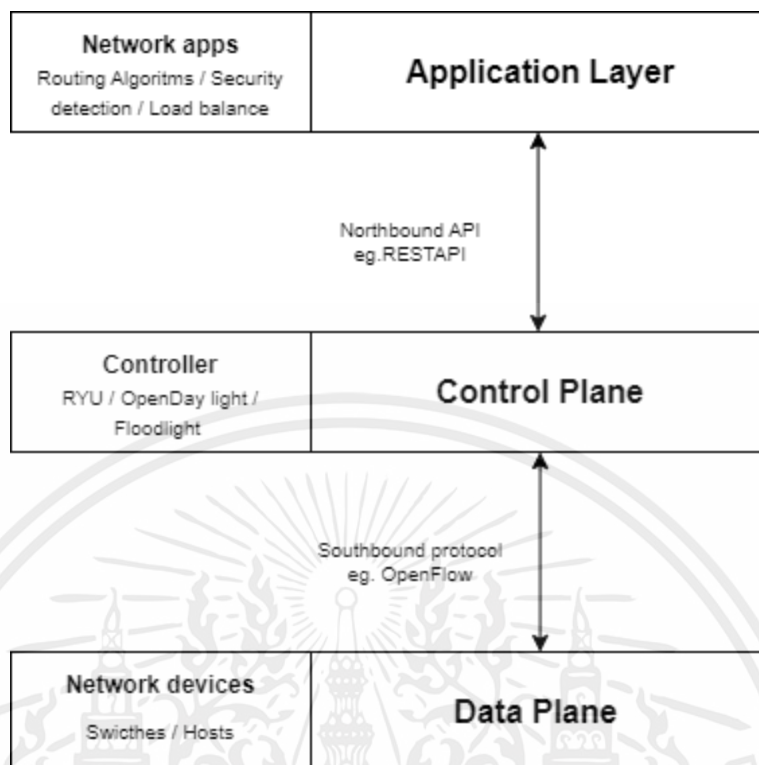 Network apps
Routing Algoritms / Security
detection / Load balance
Application Layer
Northbound API
eg.RESTAPI
Controller
RYU / OpenDay light /
Floodlight
Control Plane
Southbound protocol
eg. OpenFlow
Network devices
Swicthes / Hosts
Data Plane